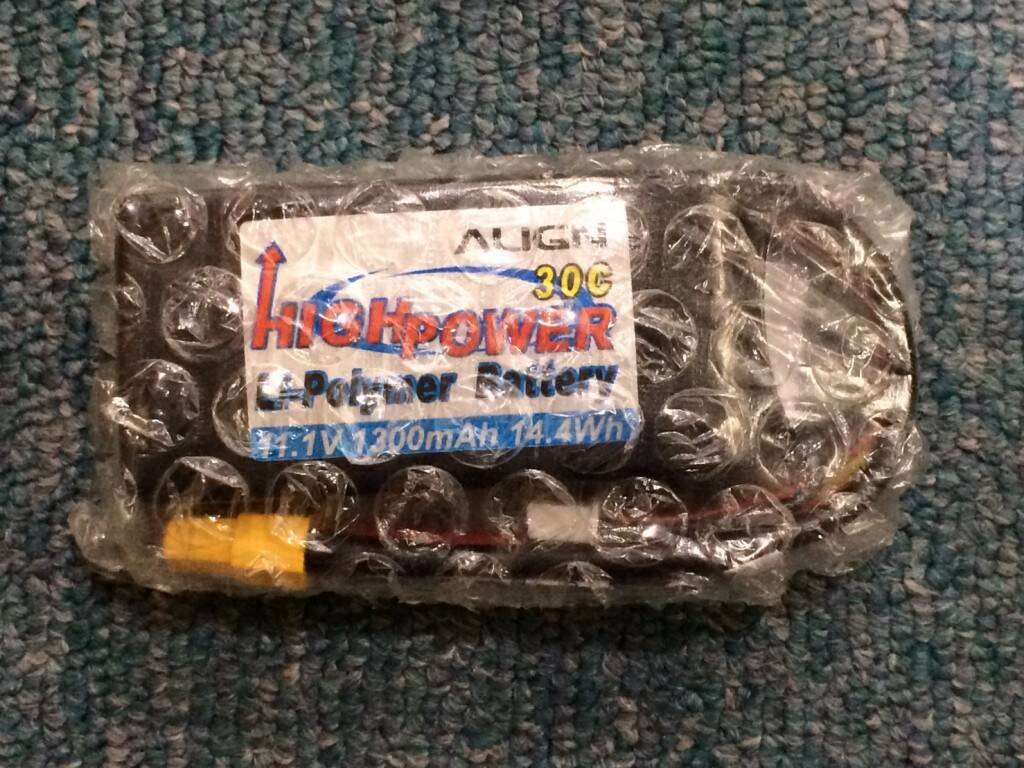 ALIGN
30C
HIGHPOWER
Li-Polymer Battery
11.1V 1300mAh 14.4Wh